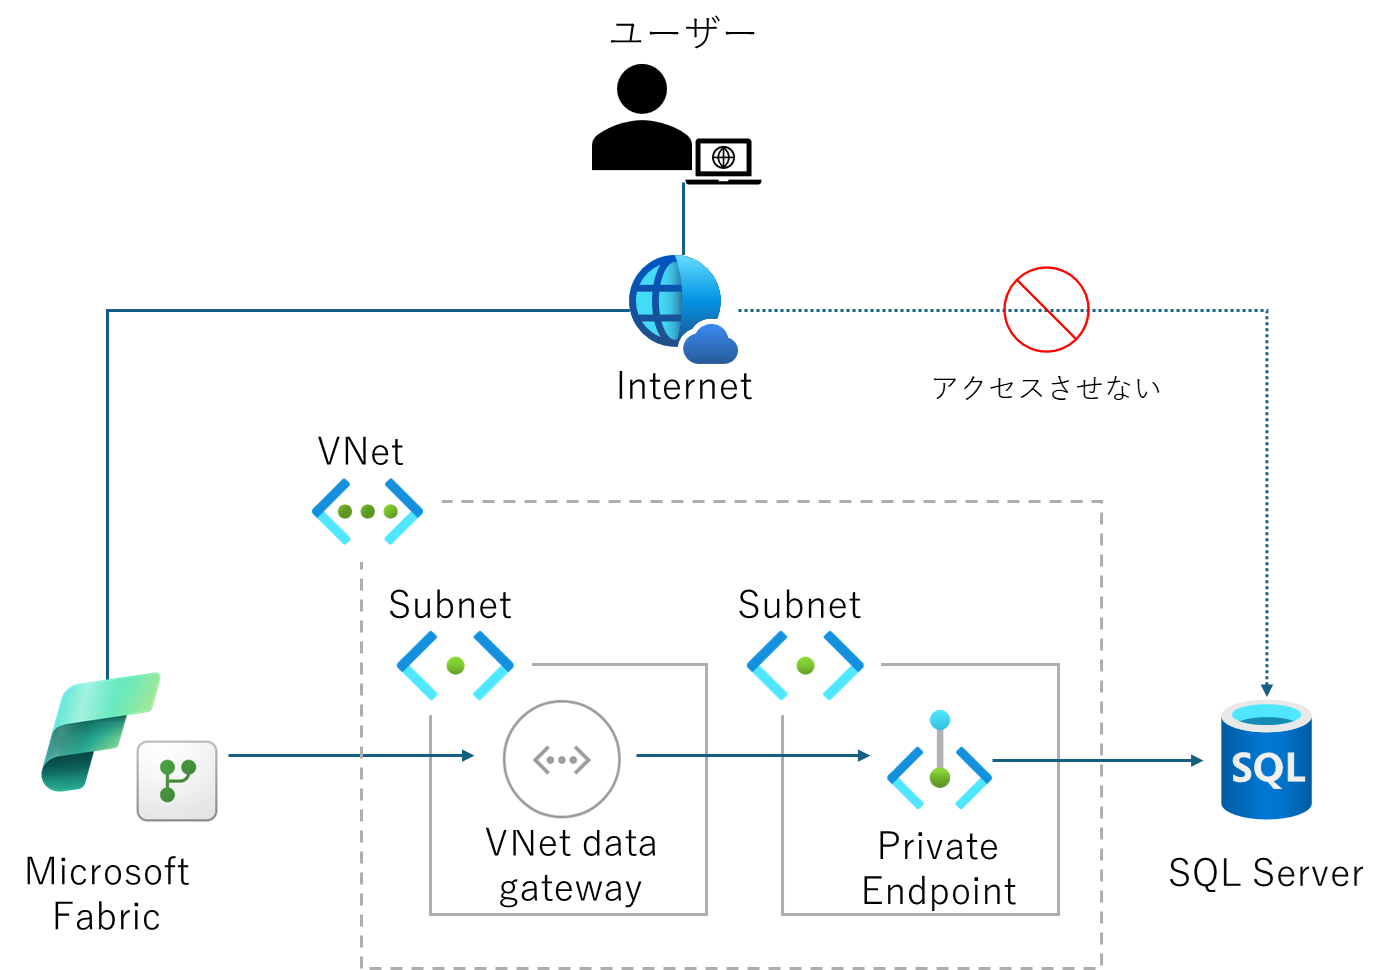 ユーザー
Internet
アクセスさせない
VNet
Subnet
Subnet
VNet data
gateway
Private
Endpoint
SQL
Microsoft
Fabric
SQL Server